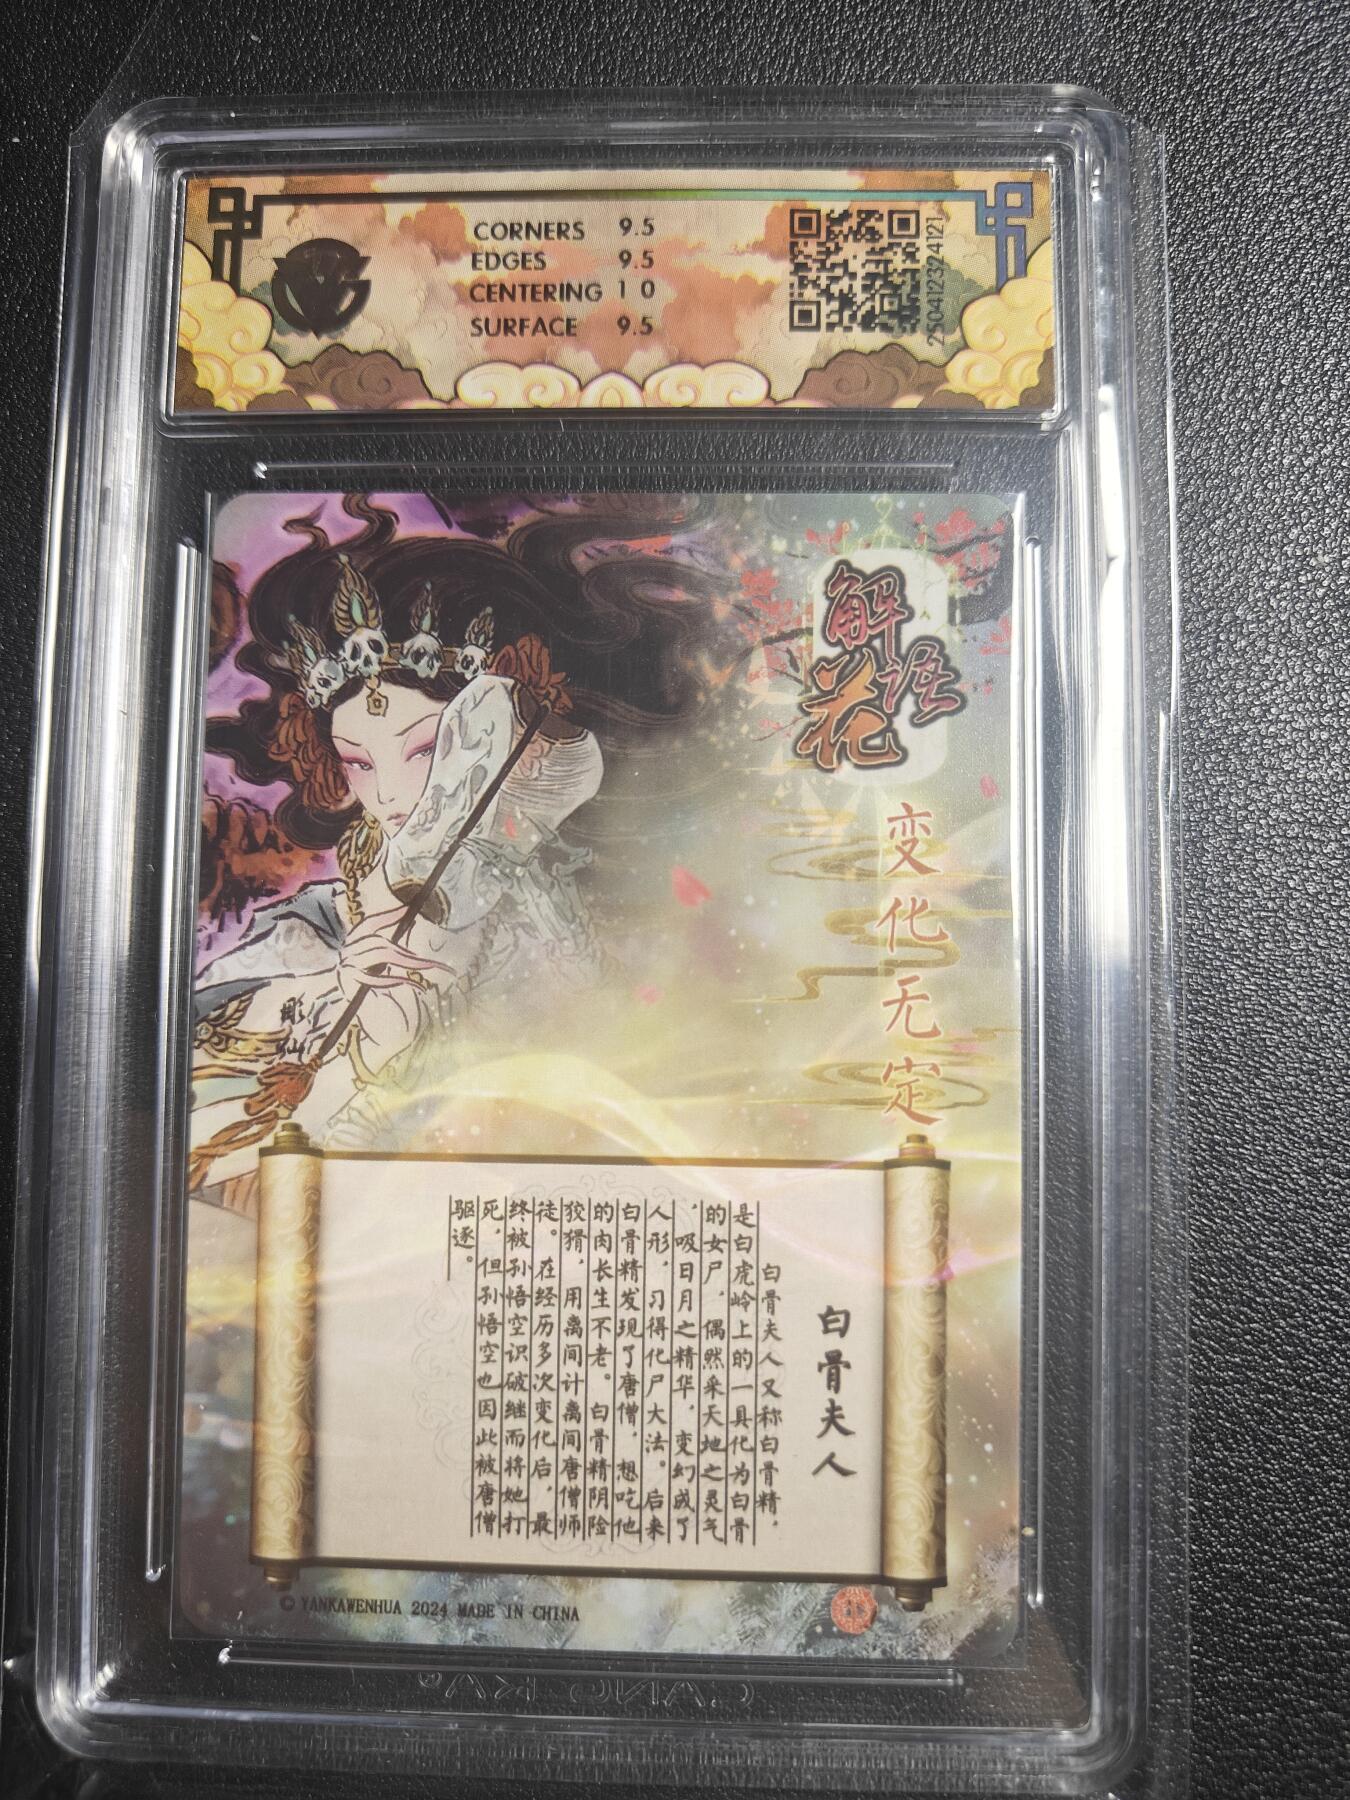 CORNERS 9.5
EDGES 9.5
CENTERING 10
SURFACE 9.5
2504123324121
解语花
变化无定
白骨夫人
白骨夫人又称白骨精，
是白虎岭上的一具化为白骨
的女尸，偶然采天地之灵气
，吸日月之精华，变幻成了
人形，习得化尸大法。后来
白骨精发现了唐僧，想吃他
的肉长生不老。白骨精阴险
狡猾，用离间计离间唐僧师
徒。在经历多次变化后，最
终被孙悟空识破继而将她打
死，但孙悟空也因此被唐僧
驱逐。
© YANKAWENHUA 2024 MADE IN CHINA